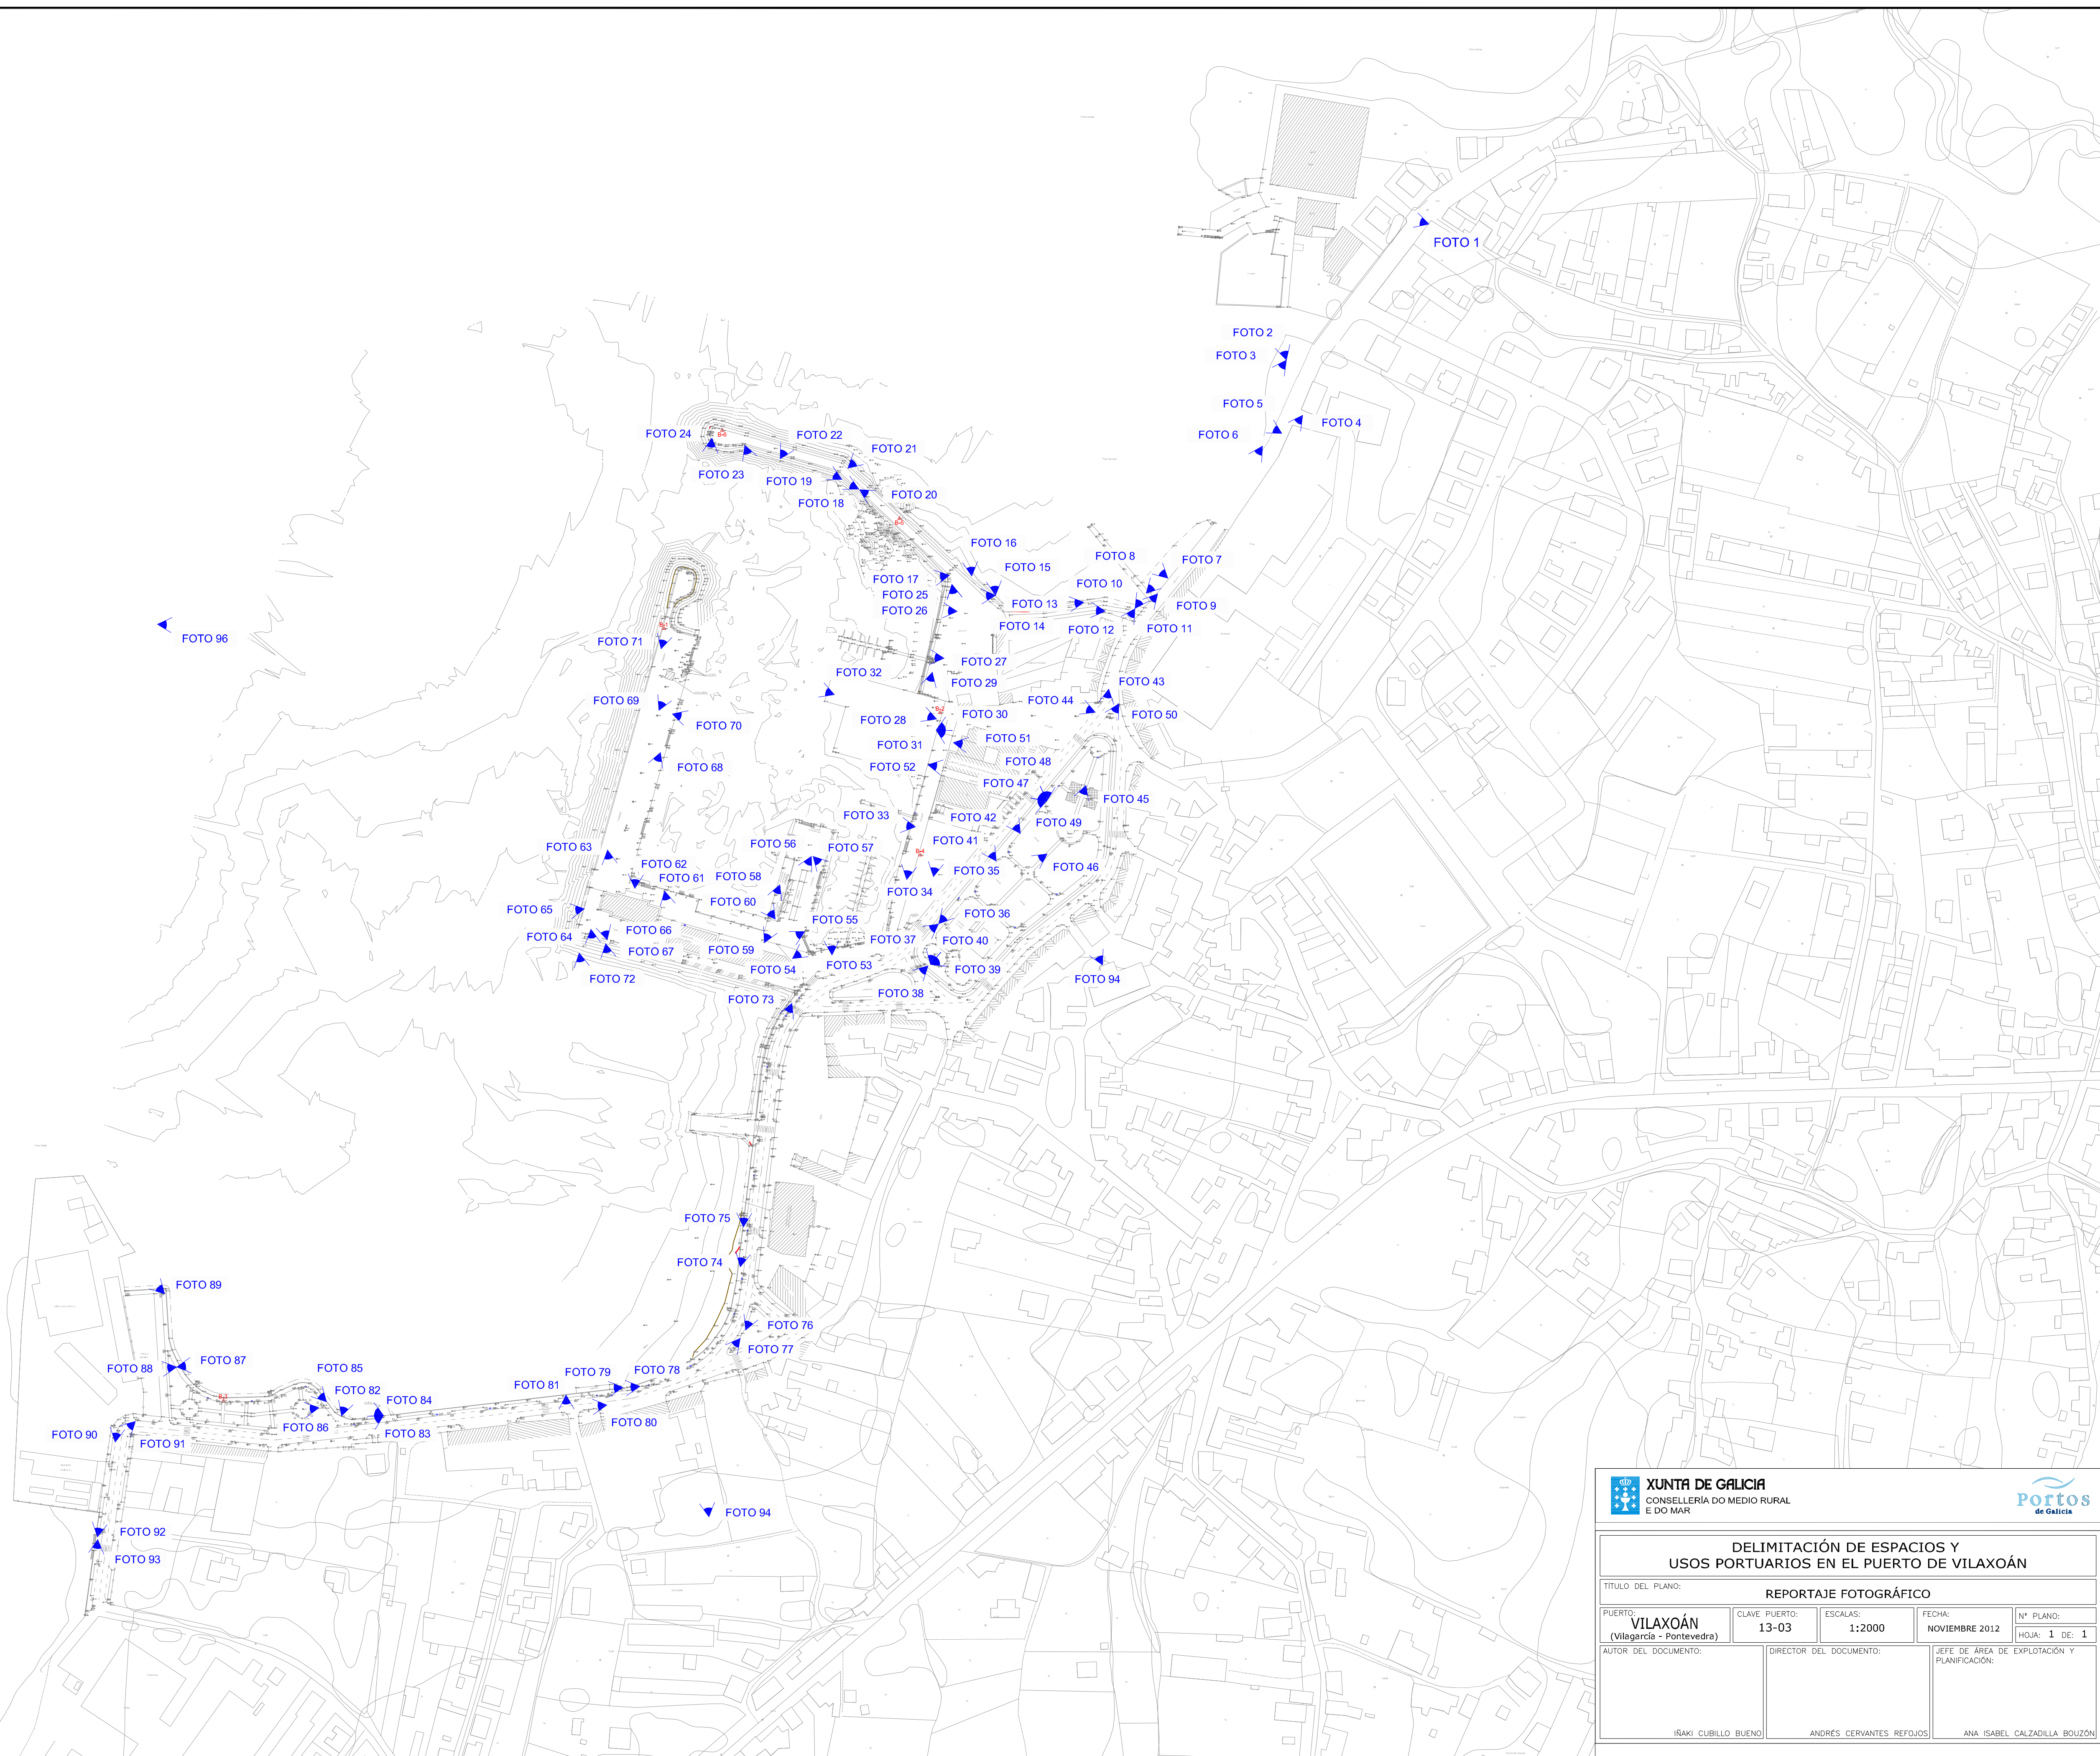 FOTO 1
FOTO 2
FOTO 3
FOTO 5
FOTO 4
FOTO 6
FOTO 24
FOTO 22
FOTO 21
FOTO 23
FOTO 19
FOTO 20
FOTO 18
B-6
B-5
FOTO 16
FOTO 15
FOTO 8
FOTO 7
FOTO 17
FOTO 10
FOTO 25
FOTO 13
FOTO 9
FOTO 26
FOTO 14
FOTO 12
FOTO 11
FOTO 96
B-1
FOTO 71
FOTO 27
FOTO 32
FOTO 29
FOTO 43
FOTO 69
FOTO 44
B-2
FOTO 28
FOTO 30
FOTO 50
FOTO 70
FOTO 31
FOTO 51
FOTO 68
FOTO 52
FOTO 48
FOTO 47
FOTO 45
FOTO 33
FOTO 42
FOTO 49
FOTO 63
FOTO 56
FOTO 57
FOTO 41
B-4
FOTO 62
FOTO 46
FOTO 61
FOTO 58
FOTO 35
FOTO 34
FOTO 65
FOTO 60
FOTO 36
FOTO 55
FOTO 64
FOTO 66
FOTO 37
FOTO 40
FOTO 67
FOTO 59
FOTO 54
FOTO 53
FOTO 39
FOTO 72
FOTO 94
FOTO 73
FOTO 38
FOTO 75
FOTO 74
FOTO 89
FOTO 76
FOTO 77
FOTO 88
FOTO 87
FOTO 85
FOTO 79
FOTO 78
FOTO 82
FOTO 81
B-3
FOTO 84
FOTO 86
FOTO 83
FOTO 80
FOTO 90
FOTO 91
FOTO 94
FOTO 92
FOTO 93
XUNTA DE GALICIA
CONSELLERÍA DO MEDIO RURAL
E DO MAR
Portos
de Galicia
DELIMITACIÓN DE ESPACIOS Y
USOS PORTUARIOS EN EL PUERTO DE VILAXOÁN
TÍTULO DEL PLANO:
REPORTAJE FOTOGRÁFICO
PUERTO:
VILAXOÁN
(Vilagarcía - Pontevedra)
CLAVE PUERTO:
13-03
ESCALAS:
1:2000
FECHA:
NOVIEMBRE 2012
Nº PLANO:
HOJA: 1 DE: 1
AUTOR DEL DOCUMENTO:
IÑAKI CUBILLO BUENO
DIRECTOR DEL DOCUMENTO:
ANDRÉS CERVANTES REFOJOS
JEFE DE ÁREA DE EXPLOTACIÓN Y
PLANIFICACIÓN:
ANA ISABEL CALZADILLA BOUZÓN